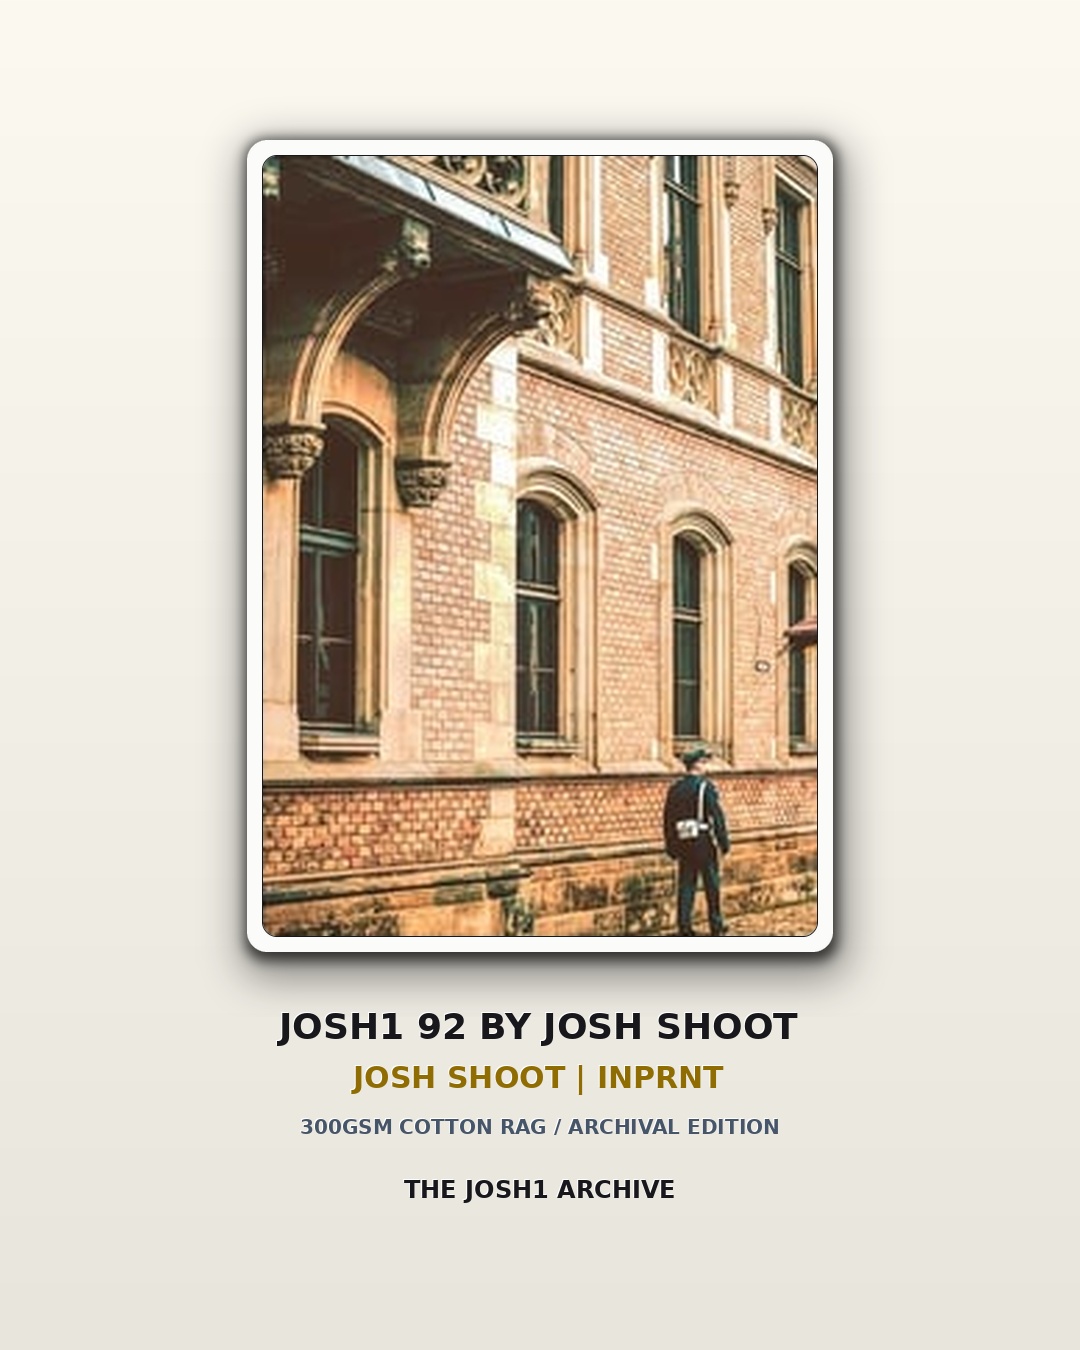 JOSH1 92 BY JOSH SHOOT
JOSH SHOOT | INPRNT
300GSM COTTON RAG / ARCHIVAL EDITION
THE JOSH1 ARCHIVE